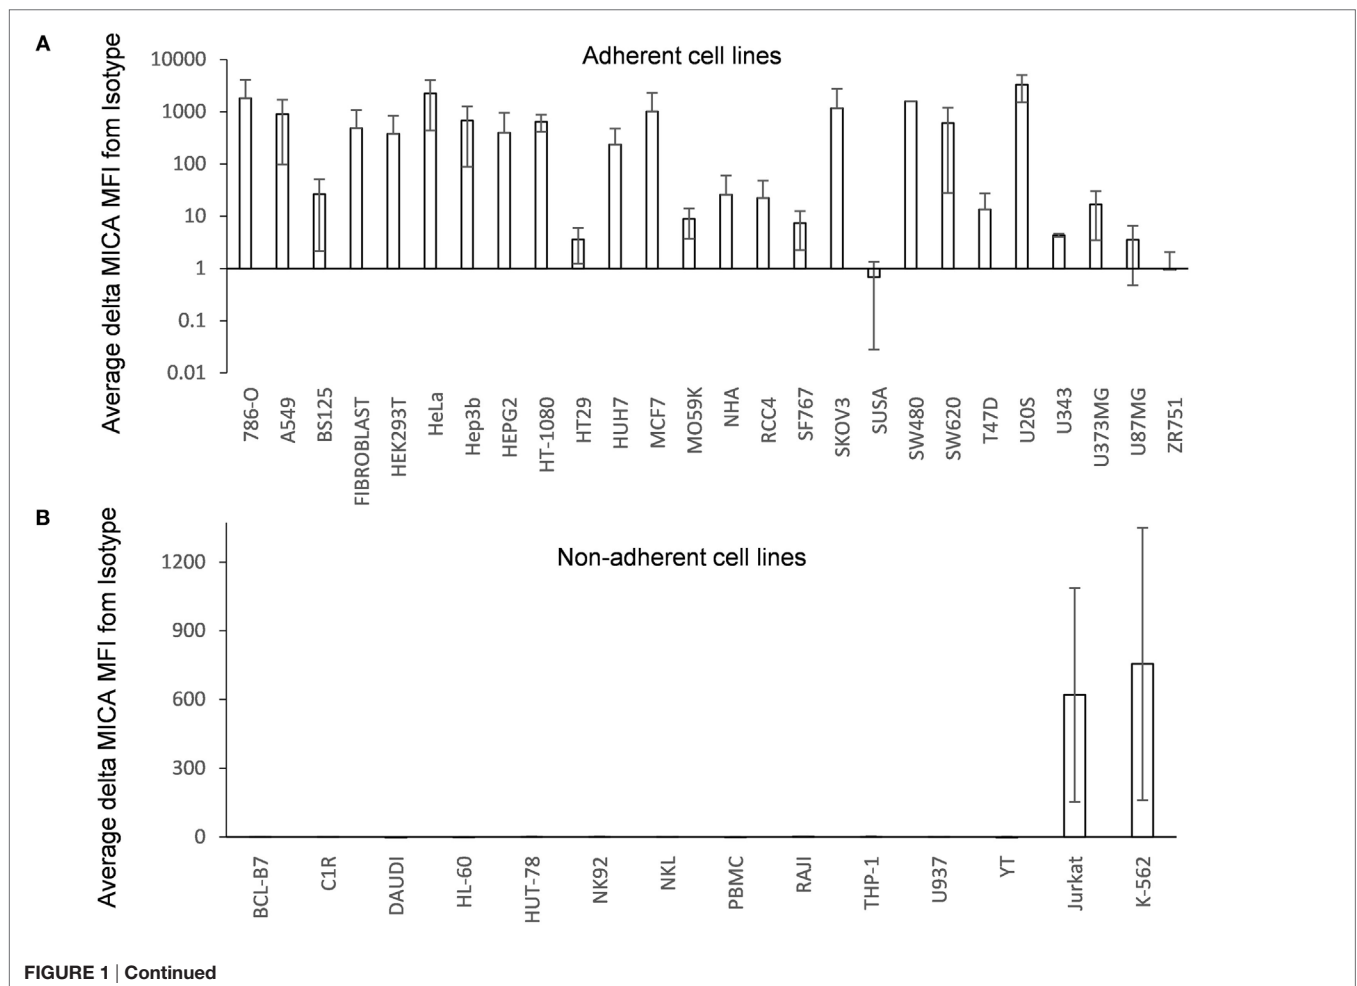 A
Adherent cell lines
Average delta MICA MFI fom Isotype
10000
1000
100
10
1
0.1
0.01
786-O
A549
BS125
FIBROBLAST
HEK293T
HeLa
Hep3b
HEPG2
HT-1080
HT29
HUH7
MCF7
MO59K
NHA
RCC4
SF767
SKOV3
SUSA
SW480
SW620
T47D
U20S
U343
U373MG
U87MG
ZR751
B
Non-adherent cell lines
Average delta MICA MFI fom Isotype
1200
900
600
300
0
BCL-B7
C1R
DAUDI
HL-60
HUT-78
NK92
NKL
PBMC
RAJI
THP-1
U937
YT
Jurkat
K-562
FIGURE 1 | Continued